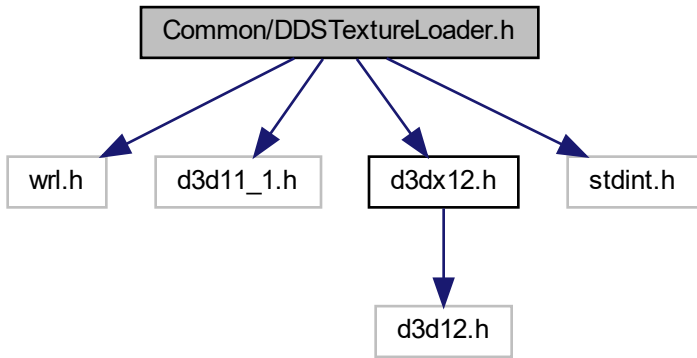 Common/DDSTextureLoader.h
wrl.h
d3d11_1.h
d3dx12.h
stdint.h
d3d12.h